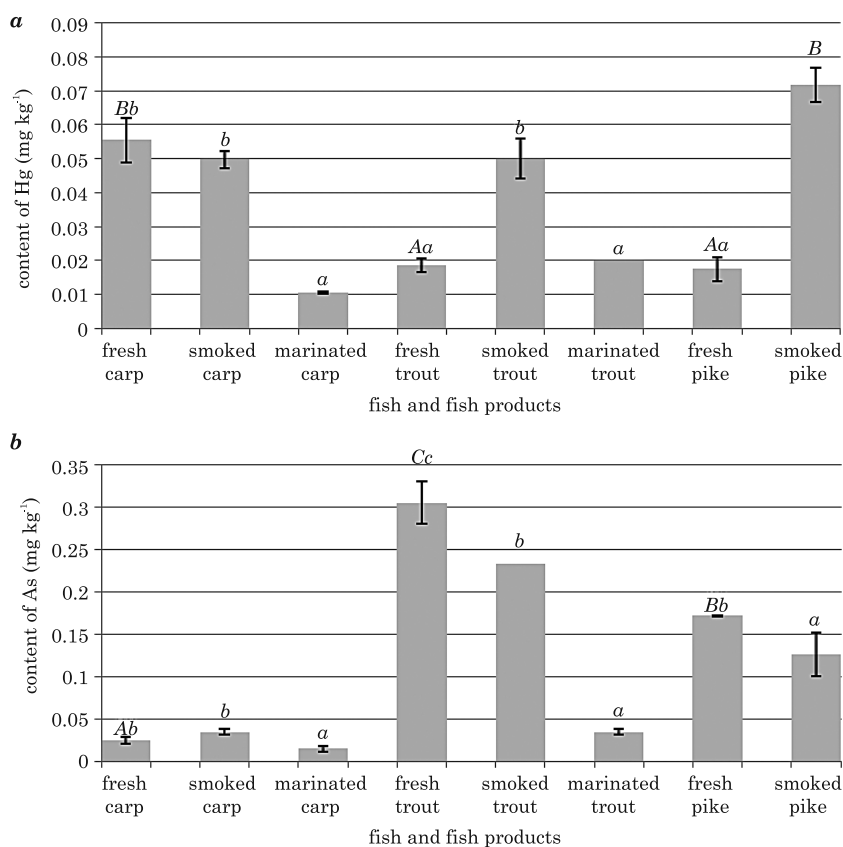 a
content of Hg (mg kg-1)
0.09
0.08
0.07
0.06
0.05
0.04
0.03
0.02
0.01
0
Bb
b
a
Aa
b
a
Aa
B
fresh carp
smoked carp
marinated carp
fresh trout
smoked trout
marinated trout
fresh pike
smoked pike
fish and fish products
b
content of As (mg kg-1)
0.35
0.3
0.25
0.2
0.15
0.1
0.05
0
Ab
b
a
Cc
b
a
Bb
a
fresh carp
smoked carp
marinated carp
fresh trout
smoked trout
marinated trout
fresh pike
smoked pike
fish and fish products